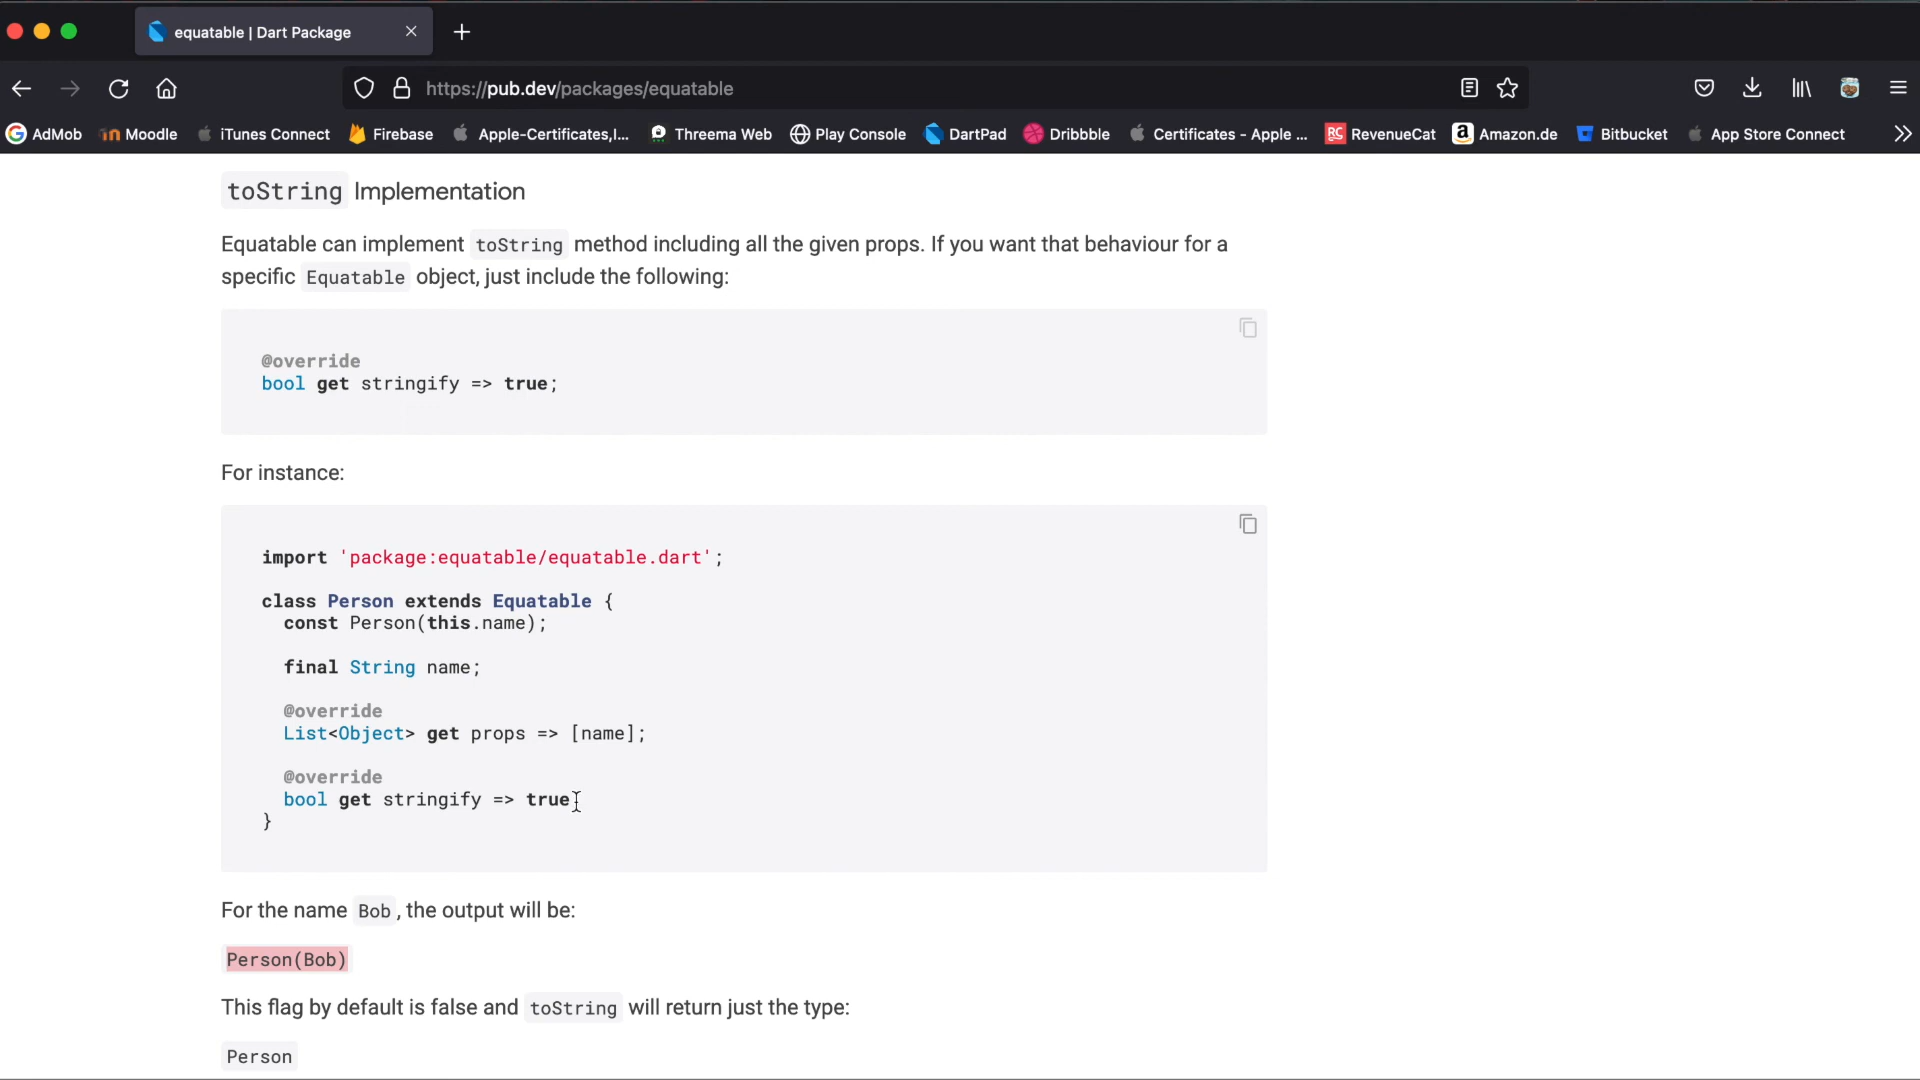 equatable | Dart Package
https://pub.dev/packages/equatable
AdMob Moodle iTunes Connect Firebase Apple-Certificates,I... Threema Web Play Console DartPad Dribbble Certificates - Apple ... RC RevenueCat Amazon.de Bitbucket App Store Connect
toString Implementation
Equatable can implement toString method including all the given props. If you want that behaviour for a
specific Equatable object, just include the following:
@override
bool get stringify => true;
For instance:
import 'package:equatable/equatable.dart';
class Person extends Equatable {
const Person(this.name);
final String name;
@override
List<Object> get props => [name];
@override
bool get stringify => true
}
For the name Bob , the output will be:
Person(Bob)
This flag by default is false and toString will return just the type:
Person